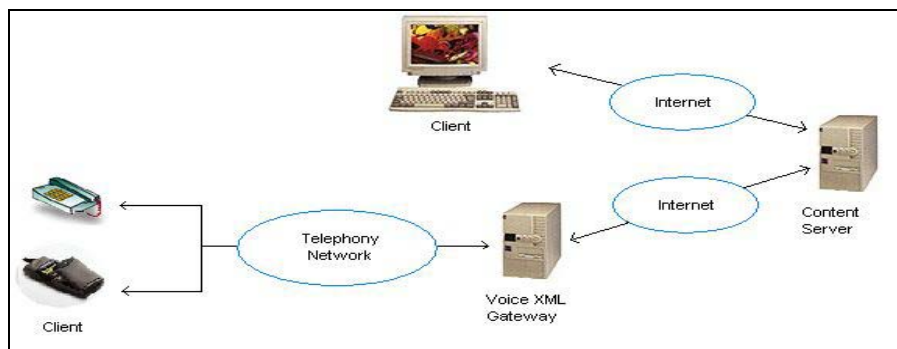 Internet
Client
Internet
Content
Server
Telephony
Network
Voice XML
Gateway
Client